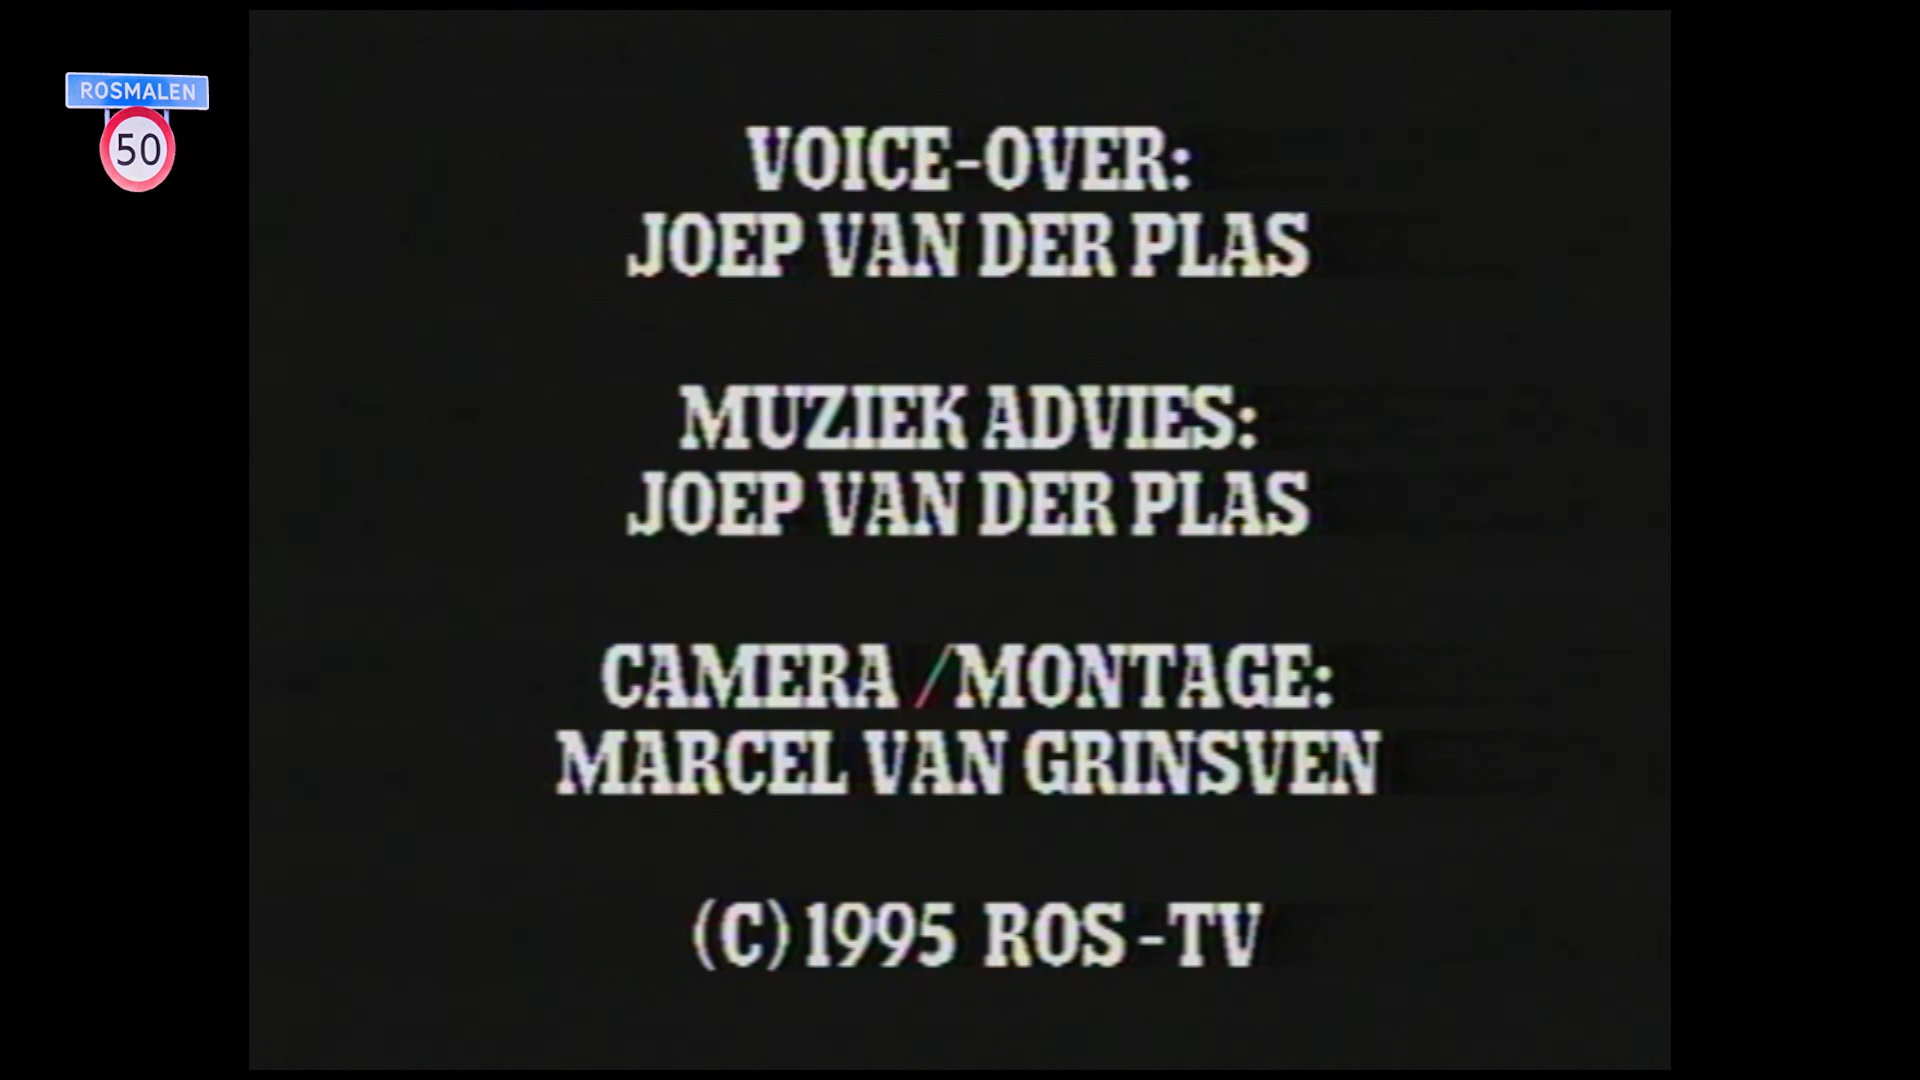 ROSMALEN
50
VOICE-OVER:
JOEP VAN DER PLAS
MUZIEK ADVIES:
JOEP VAN DER PLAS
CAMERA /MONTAGE:
MARCEL VAN GRINSVEN
(C) 1995 ROS-TV